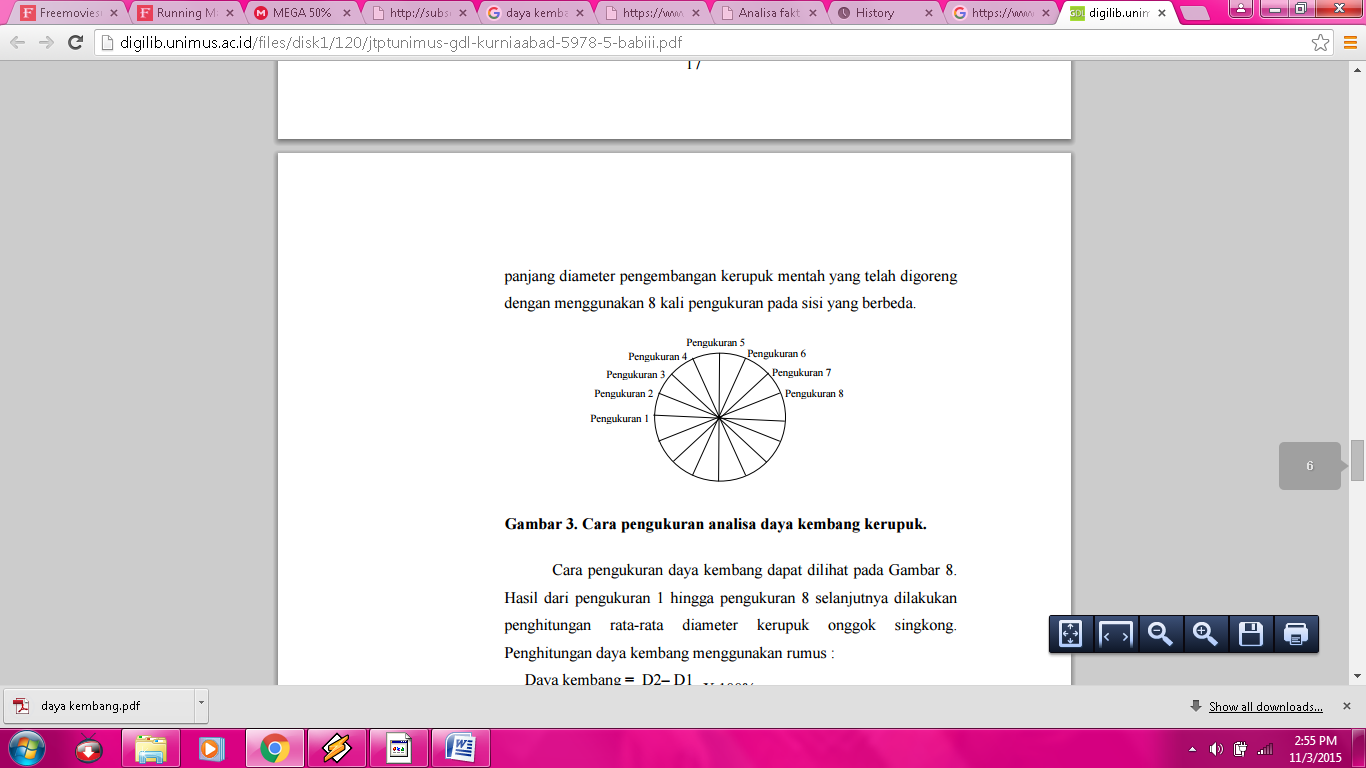 Freemovies
Running M
MEGA 50%
http://subs
daya kemb
https://www
Analisa fakt
History
https://www
digilib.unim
digilib.unimus.ac.id/files/disk1/120/jtptunimus-gdl-kurniaabad-5978-5-babiii.pdf
17
panjang diameter pengembangan kerupuk mentah yang telah digoreng
dengan menggunakan 8 kali pengukuran pada sisi yang berbeda.
Pengukuran 5
Pengukuran 4
Pengukuran 6
Pengukuran 3
Pengukuran 7
Pengukuran 2
Pengukuran 8
Pengukuran 1
6
Gambar 3. Cara pengukuran analisa daya kembang kerupuk.
Cara pengukuran daya kembang dapat dilihat pada Gambar 8.
Hasil dari pengukuran 1 hingga pengukuran 8 selanjutnya dilakukan
penghitungan rata-rata diameter kerupuk onggok singkong.
Penghitungan daya kembang menggunakan rumus :
Daya kembang = D2– D1 X 100%
daya kembang.pdf
Show all downloads...
2:55 PM
11/3/2015